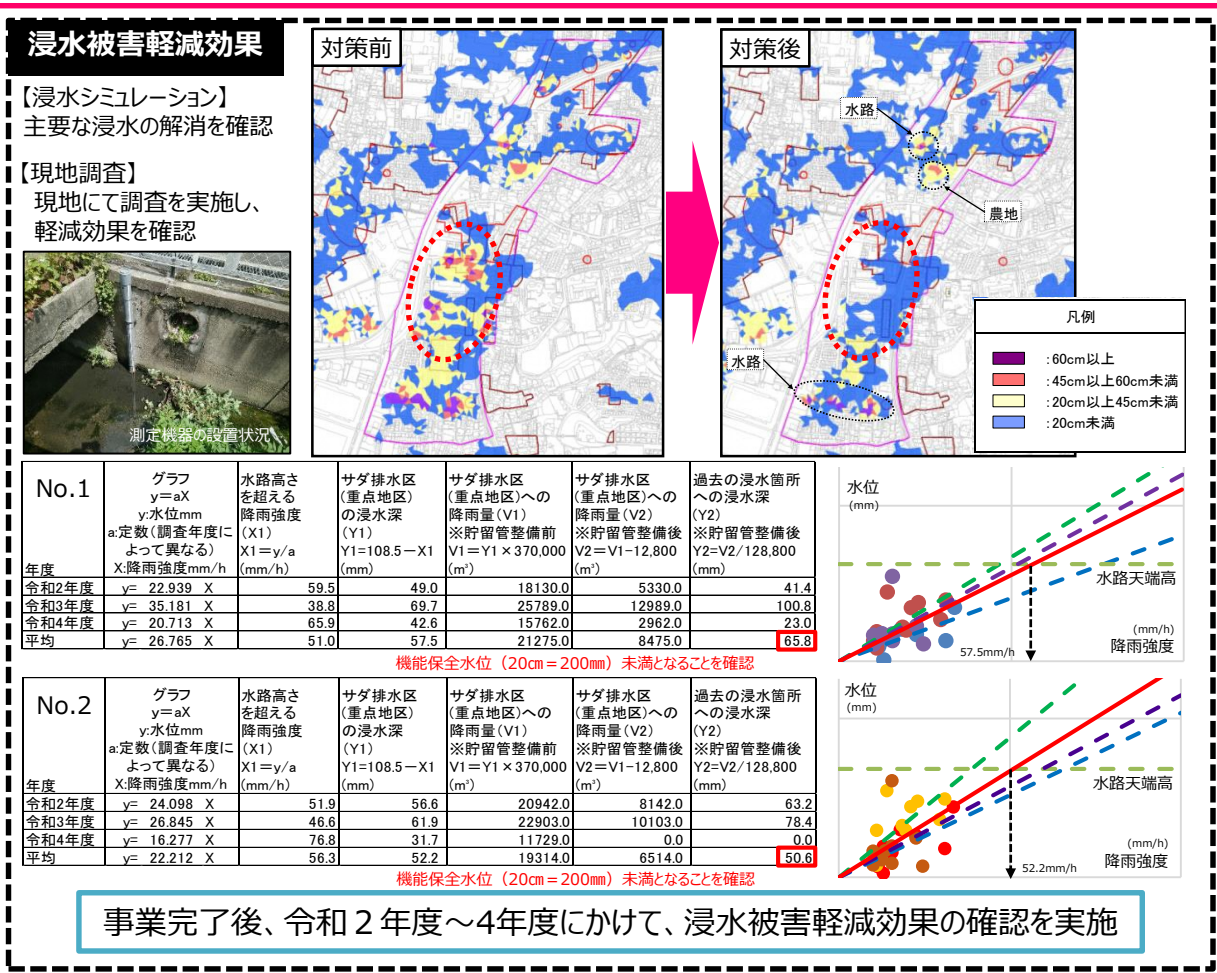 浸水被害軽減効果
【浸水シミュレーション】
主要な浸水の解消を確認
【現地調査】
現地にて調査を実施し、
軽減効果を確認
測定機器の設置状況
対策前
対策後
水路
農地
水路
凡例
:60cm以上
:45cm以上60cm未満
:20cm以上45cm未満
:20cm未満
No.1
年度
グラフ
y=aX
y:水位mm
a:定数(調査年度に
よって異なる)
X:降雨強度mm/h
水路高さ
を超える
降雨強度
(X1)
X1=y/a
(mm/h)
サダ排水区
(重点地区)
の浸水深
(Y1)
Y1=108.5-X1
(mm)
サダ排水区
(重点地区)への
降雨量(V1)
※貯留管整備前
V1=Y1×370,000
(m³)
サダ排水区
(重点地区)への
降雨量(V2)
※貯留管整備後
V2=V1-12,800
(m³)
過去の浸水箇所
への浸水深
(Y2)
※貯留管整備後
Y2=V2/128,800
(mm)
令和2年度 y= 22.939 X 59.5 49.0 18130.0 5330.0 41.4
令和3年度 y= 35.181 X 38.8 69.7 25789.0 12989.0 100.8
令和4年度 y= 20.713 X 65.9 42.6 15762.0 2962.0 23.0
平均 y= 26.765 X 51.0 57.5 21275.0 8475.0 65.8
機能保全水位(20㎝=200㎜)未満となることを確認
水位
(mm)
水路天端高
(mm/h)
降雨強度
57.5mm/h
No.2
年度
グラフ
y=aX
y:水位mm
a:定数(調査年度に
よって異なる)
X:降雨強度mm/h
水路高さ
を超える
降雨強度
(X1)
X1=y/a
(mm/h)
サダ排水区
(重点地区)
の浸水深
(Y1)
Y1=108.5-X1
(mm)
サダ排水区
(重点地区)への
降雨量(V1)
※貯留管整備前
V1=Y1×370,000
(m³)
サダ排水区
(重点地区)への
降雨量(V2)
※貯留管整備後
V2=V1-12,800
(m³)
過去の浸水箇所
への浸水深
(Y2)
※貯留管整備後
Y2=V2/128,800
(mm)
令和2年度 y= 24.098 X 51.9 56.6 20942.0 8142.0 63.2
令和3年度 y= 26.845 X 46.6 61.9 22903.0 10103.0 78.4
令和4年度 y= 16.277 X 76.8 31.7 11729.0 0.0 0.0
平均 y= 22.212 X 56.3 52.2 19314.0 6514.0 50.6
機能保全水位(20㎝=200㎜)未満となることを確認
水位
(mm)
水路天端高
(mm/h)
降雨強度
52.2mm/h
事業完了後、令和2年度~4年度にかけて、浸水被害軽減効果の確認を実施